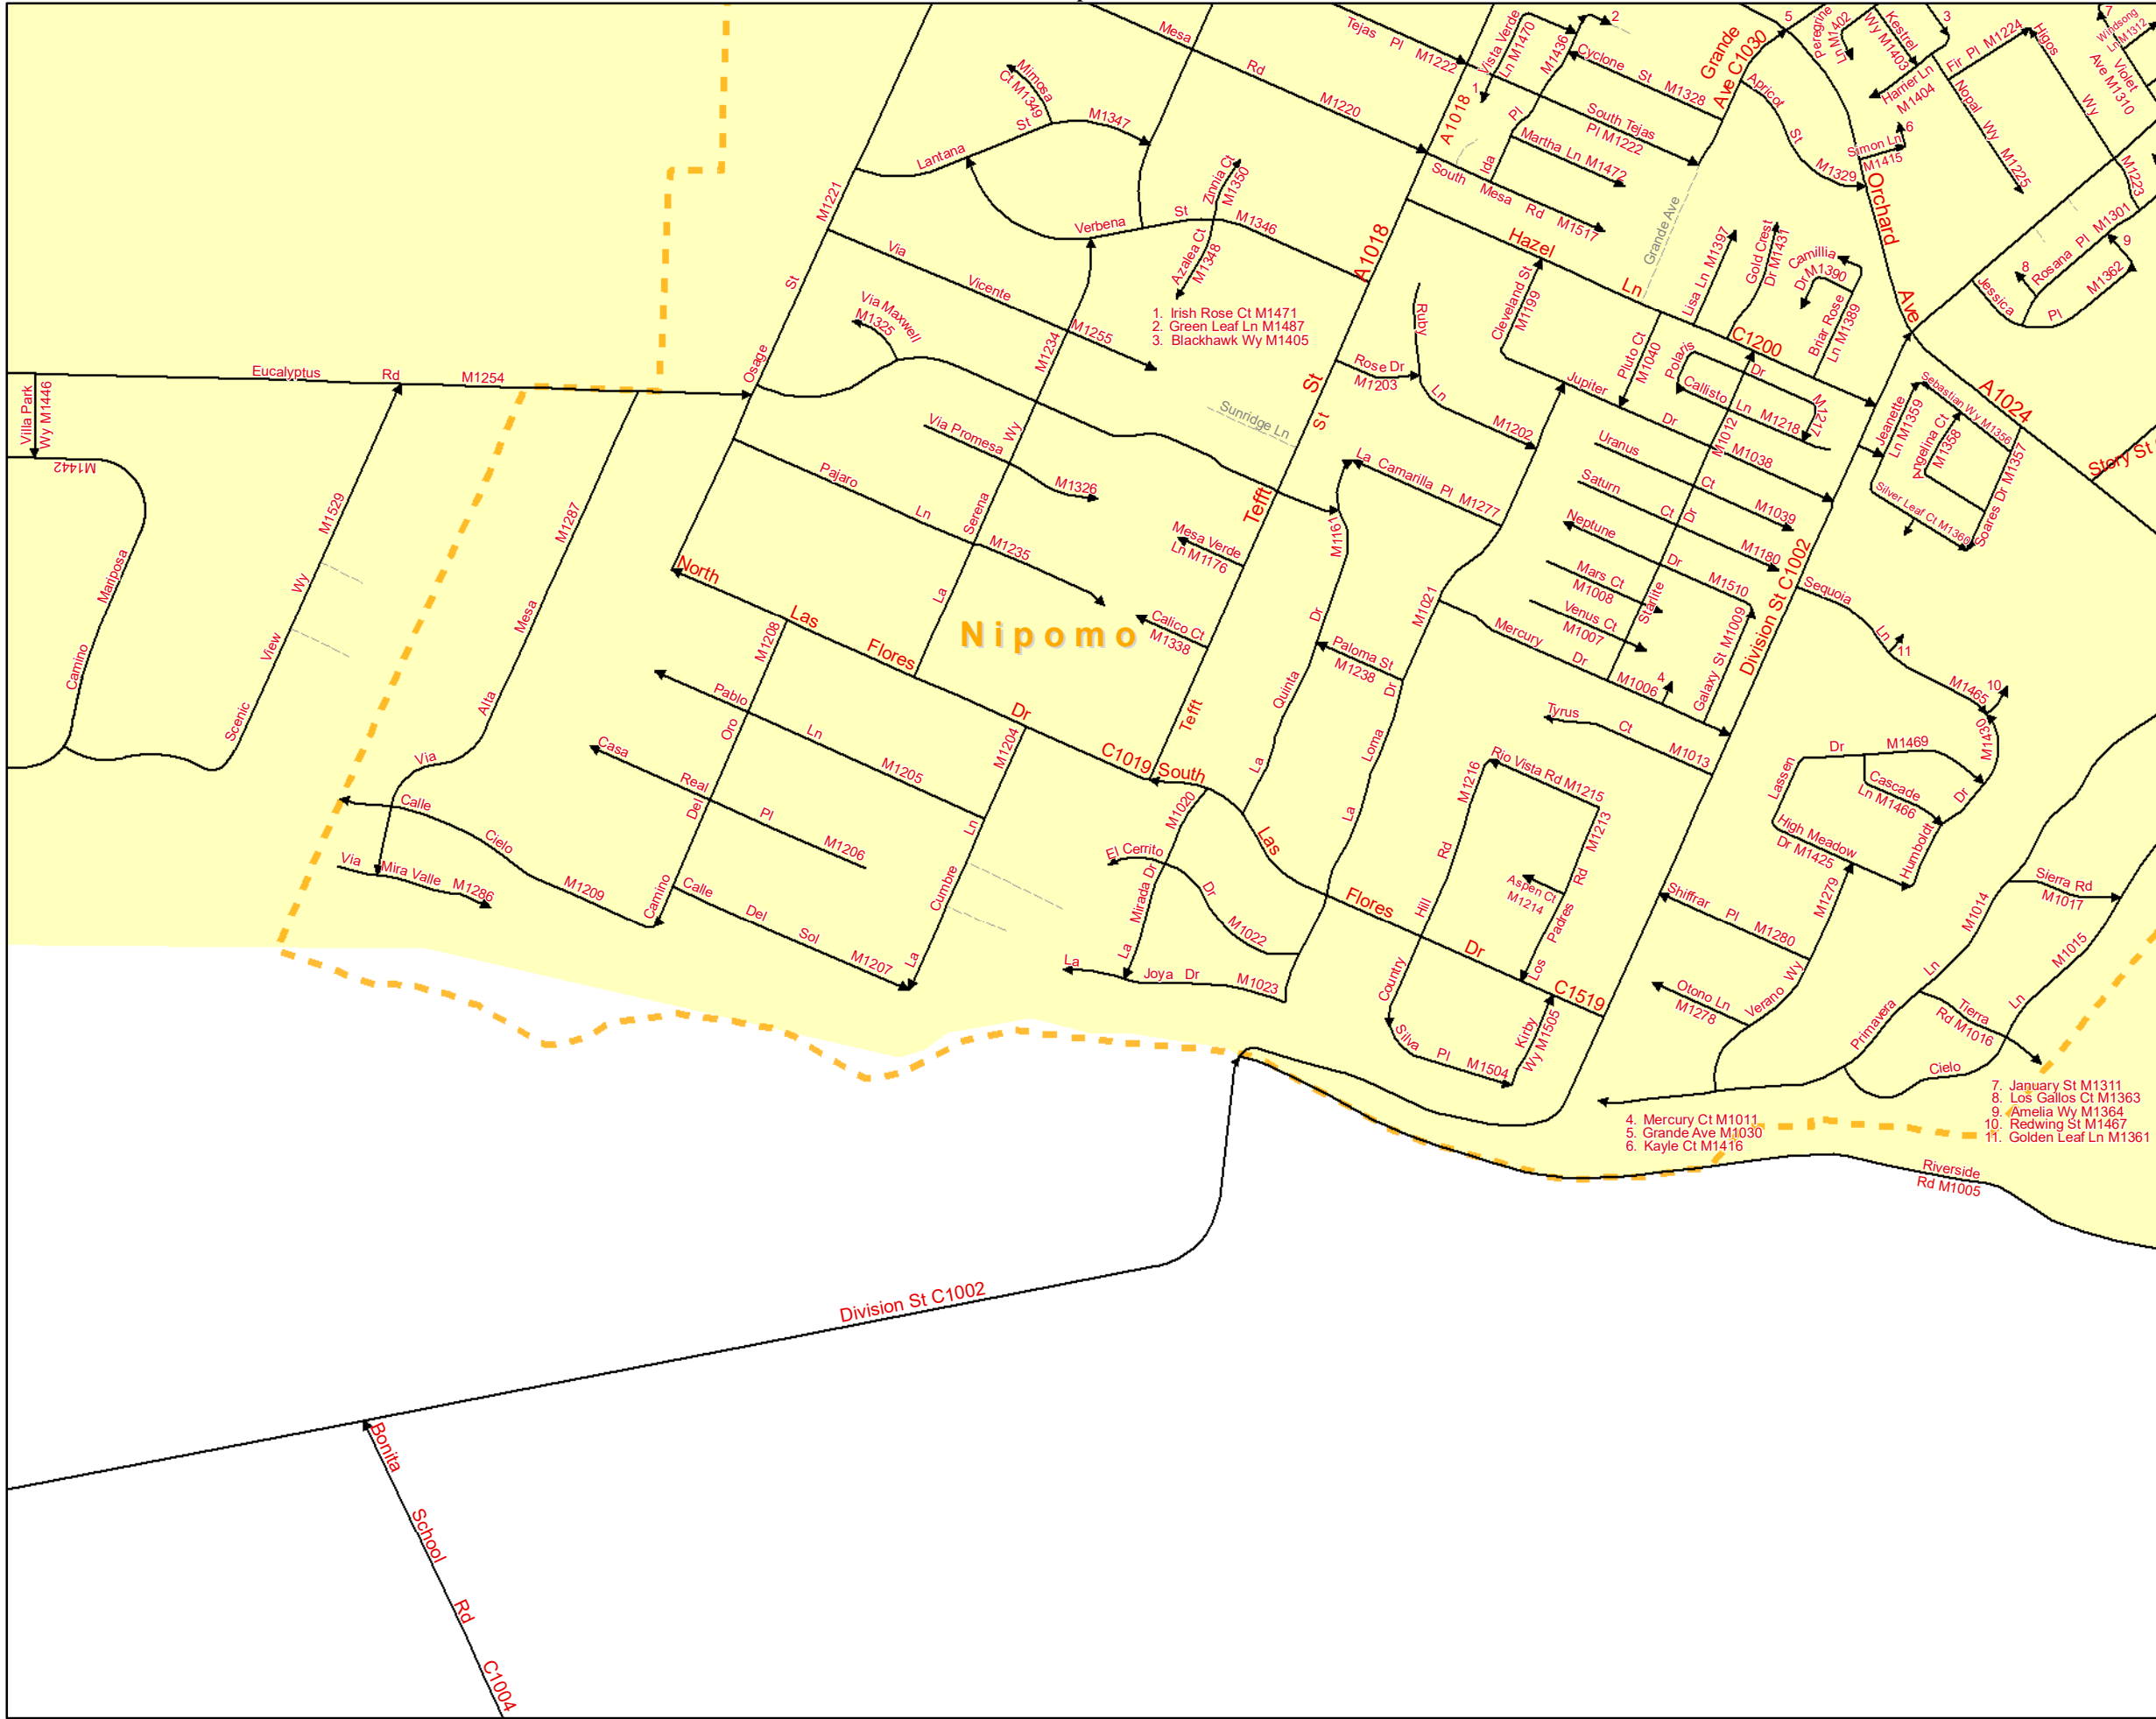 Mesa Rd M1220
Tejas Pl M1222
Vista Verde Ln M1470
1
M1436
2
Cyclone St M1328
Grande Ave C1030
5
Peregrine Ln M1402
Kestrel Wy M1403
3
Harrier Ln M1404
Fir Pl M1224
Higos Wy M1223
7
Windsong Ln M1312
Violet Ave M1310
Mimosa Ct M1349
Lantana St M1347
A1018
South Tejas Pl M1222
Martha Ln M1472
Ida Pl
Apricot St M1329
Simon Ln M1415
6
Nopal Wy M1225
South Mesa Rd M1517
Grande Ave
Orchard Ave
M1221
Verbena St M1346
Zinnia Ct M1350
Azalea Ct M1348
A1018
Hazel Ln C1200
Lisa Ln M1397
Gold Crest Dr M1431
Camillia Dr M1390
Briar Rose Ln M1389
Rosana Pl M1301
8
9
M1362
Jessica Pl
Via Vicente M1255
Via Maxwell M1325
1. Irish Rose Ct M1471
2. Green Leaf Ln M1487
3. Blackhawk Wy M1405
Cleveland St M1199
Pluto Ct M1040
Polaris Dr M1217
Callisto Ln M1218
Ruby Ln M1202
Rose Dr M1203
Jupiter Dr M1038
Eucalyptus Rd M1254
Villa Park Wy M1446
M1442
Osage St
M1234
Sunridge Ln
St
St
Tefft
Via Promesa M1326
Pajaro Ln M1235
La Serena Wy
La Camarilla Pl M1277
M1161
Uranus Ct M1039
Saturn Ct M1180
Neptune Dr M1510
M1012
Starlite Dr
Mars Ct M1008
Venus Ct M1007
Jeanette Ln M1359
Sebastian Wy M1356
Angelina Ct M1358
Silver Leaf Ct M1360
Soares Dr M1357
A1024
Story St
Division St C1002
Sequoia Ln M1465
11
10
Camino Mariposa
Scenic View Wy M1529
Via Mesa Alta M1287
North Las Flores Dr C1019
Mesa Verde Ln M1176
Calico Ct M1338
Nipomo
La Quinta Dr
Paloma St M1238
La Loma Dr M1021
Mercury Dr M1006
4
Galaxy St M1009
Tyrus Ct M1013
M1208
Camino Del Oro
Pablo Ln M1205
Casa Real Pl M1206
La Cumbre Ln M1204
Tefft
South Las Flores Dr C1519
M1020
La Mirada Dr
El Cerrito Dr M1022
La Joya Dr M1023
Rio Vista Rd M1215
M1216
Country Hill Rd
Los Padres Rd M1213
Aspen Ct M1214
Silva Pl M1504
Kirby Wy M1505
Lassen Dr M1469
Cascade Ln M1466
Humboldt Dr M1430
High Meadow Dr M1425
Shiffrar Pl M1280
Verano Wy M1279
Otono Ln M1278
Primavera Ln M1014
Sierra Rd M1017
Cielo Ln M1015
Tierra Rd M1016
Calle Cielo M1209
Via Mira Valle M1286
Calle Del Sol M1207
4. Mercury Ct M1011
5. Grande Ave M1030
6. Kayle Ct M1416
7. January St M1311
8. Los Gallos Ct M1363
9. Amelia Wy M1364
10. Redwing St M1467
11. Golden Leaf Ln M1361
Riverside Rd M1005
Division St C1002
Bonita School Rd C1004